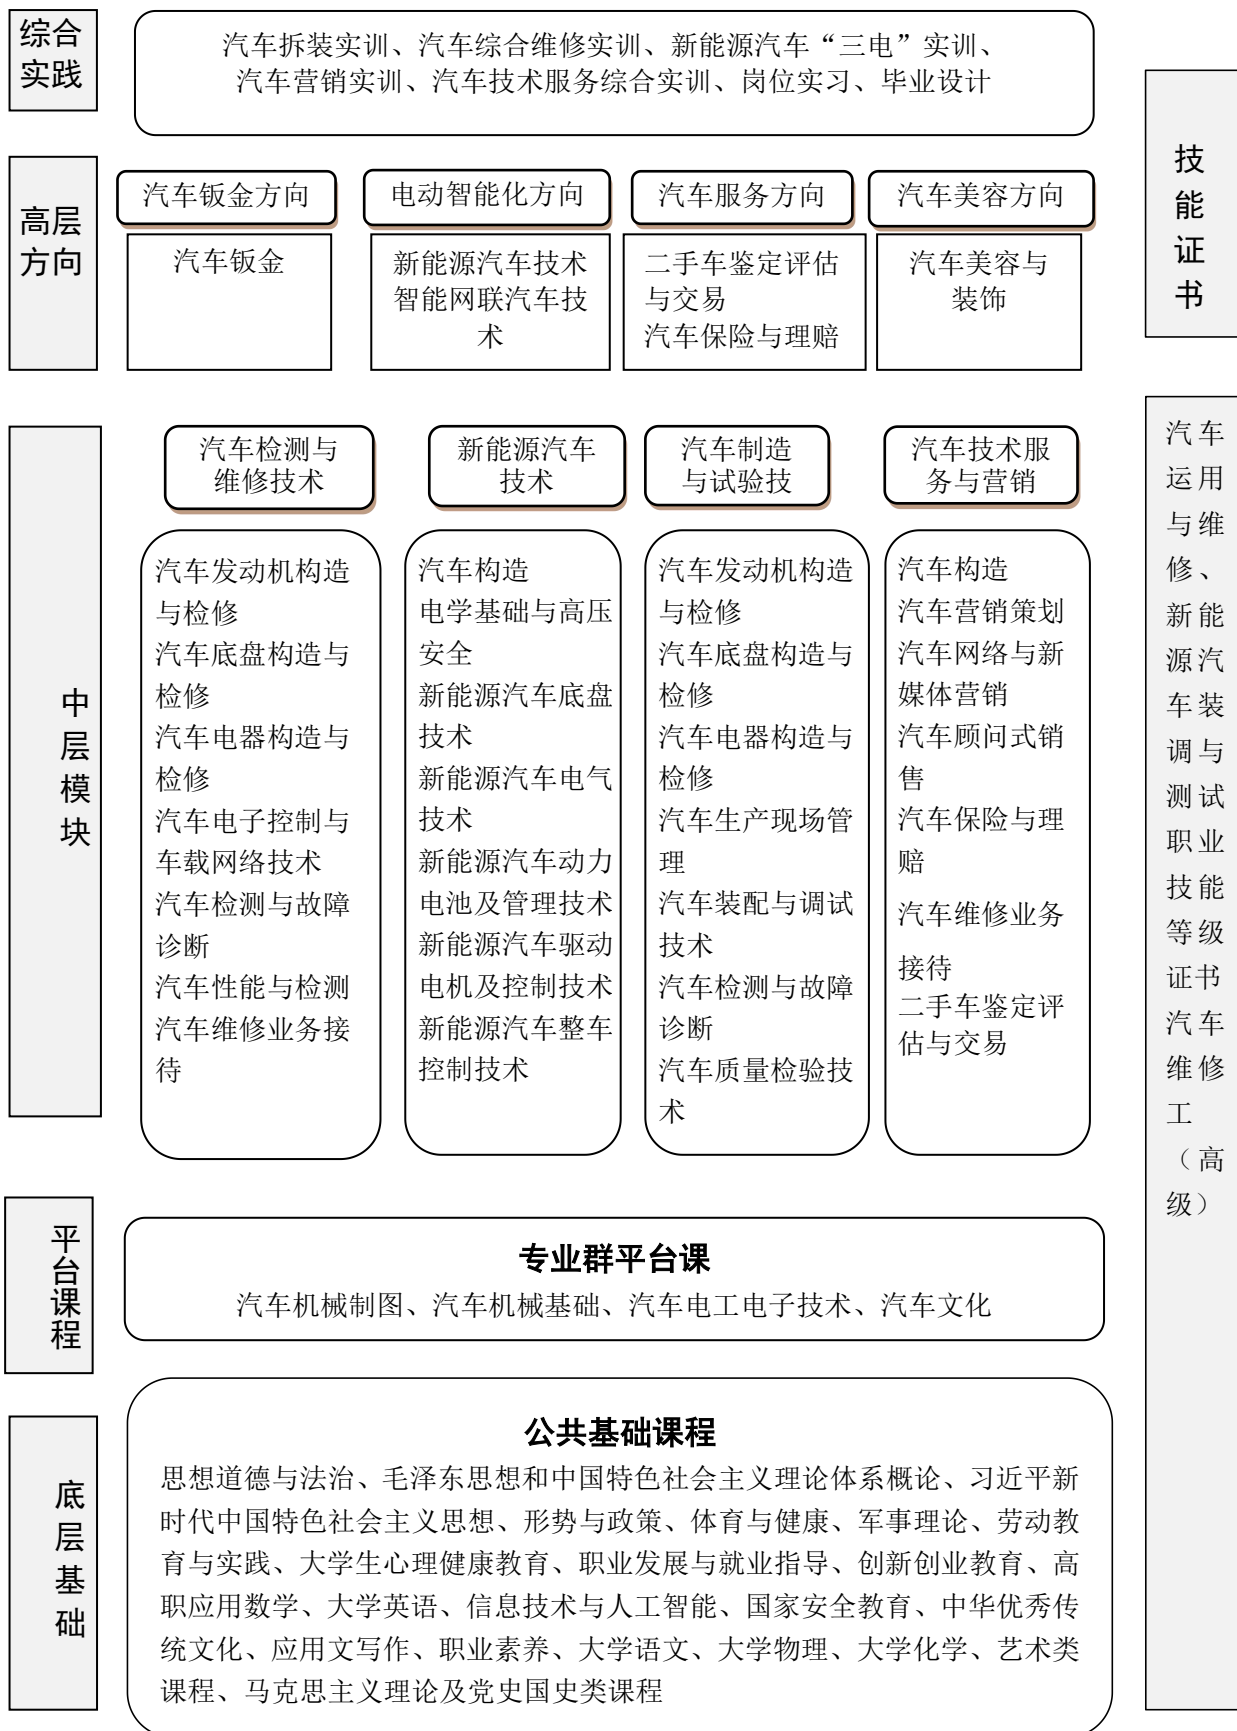 综合
实践
汽车拆装实训、汽车综合维修实训、新能源汽车“三电”实训、
汽车营销实训、汽车技术服务综合实训、岗位实习、毕业设计
高层
方向
汽车钣金方向
汽车钣金
电动智能化方向
新能源汽车技术
智能网联汽车技
术
汽车服务方向
二手车鉴定评估
与交易
汽车保险与理赔
汽车美容方向
汽车美容与
装饰
中
层
模
块
汽车检测与
维修技术
汽车发动机构造
与检修
汽车底盘构造与
检修
汽车电器构造与
检修
汽车电子控制与
车载网络技术
汽车检测与故障
诊断
汽车性能与检测
汽车维修业务接
待
新能源汽车
技术
汽车构造
电学基础与高压
安全
新能源汽车底盘
技术
新能源汽车电气
技术
新能源汽车动力
电池及管理技术
新能源汽车驱动
电机及控制技术
新能源汽车整车
控制技术
汽车制造
与试验技
汽车发动机构造
与检修
汽车底盘构造与
检修
汽车电器构造与
检修
汽车生产现场管
理
汽车装配与调试
技术
汽车检测与故障
诊断
汽车质量检验技
术
汽车技术服
务与营销
汽车构造
汽车营销策划
汽车网络与新
媒体营销
汽车顾问式销
售
汽车保险与理
赔
汽车维修业务
接待
二手车鉴定评
估与交易
平
台
课
程
专业群平台课
汽车机械制图、汽车机械基础、汽车电工电子技术、汽车文化
底
层
基
础
公共基础课程
思想道德与法治、毛泽东思想和中国特色社会主义理论体系概论、习近平新
时代中国特色社会主义思想、形势与政策、体育与健康、军事理论、劳动教
育与实践、大学生心理健康教育、职业发展与就业指导、创新创业教育、高
职应用数学、大学英语、信息技术与人工智能、国家安全教育、中华优秀传
统文化、应用文写作、职业素养、大学语文、大学物理、大学化学、艺术类
课程、马克思主义理论及党史国史类课程
技
能
证
书
汽车
运用
与维
修、
新能
源汽
车装
调与
测试
职业
技能
等级
证书
汽车
维修
工
（高
级）